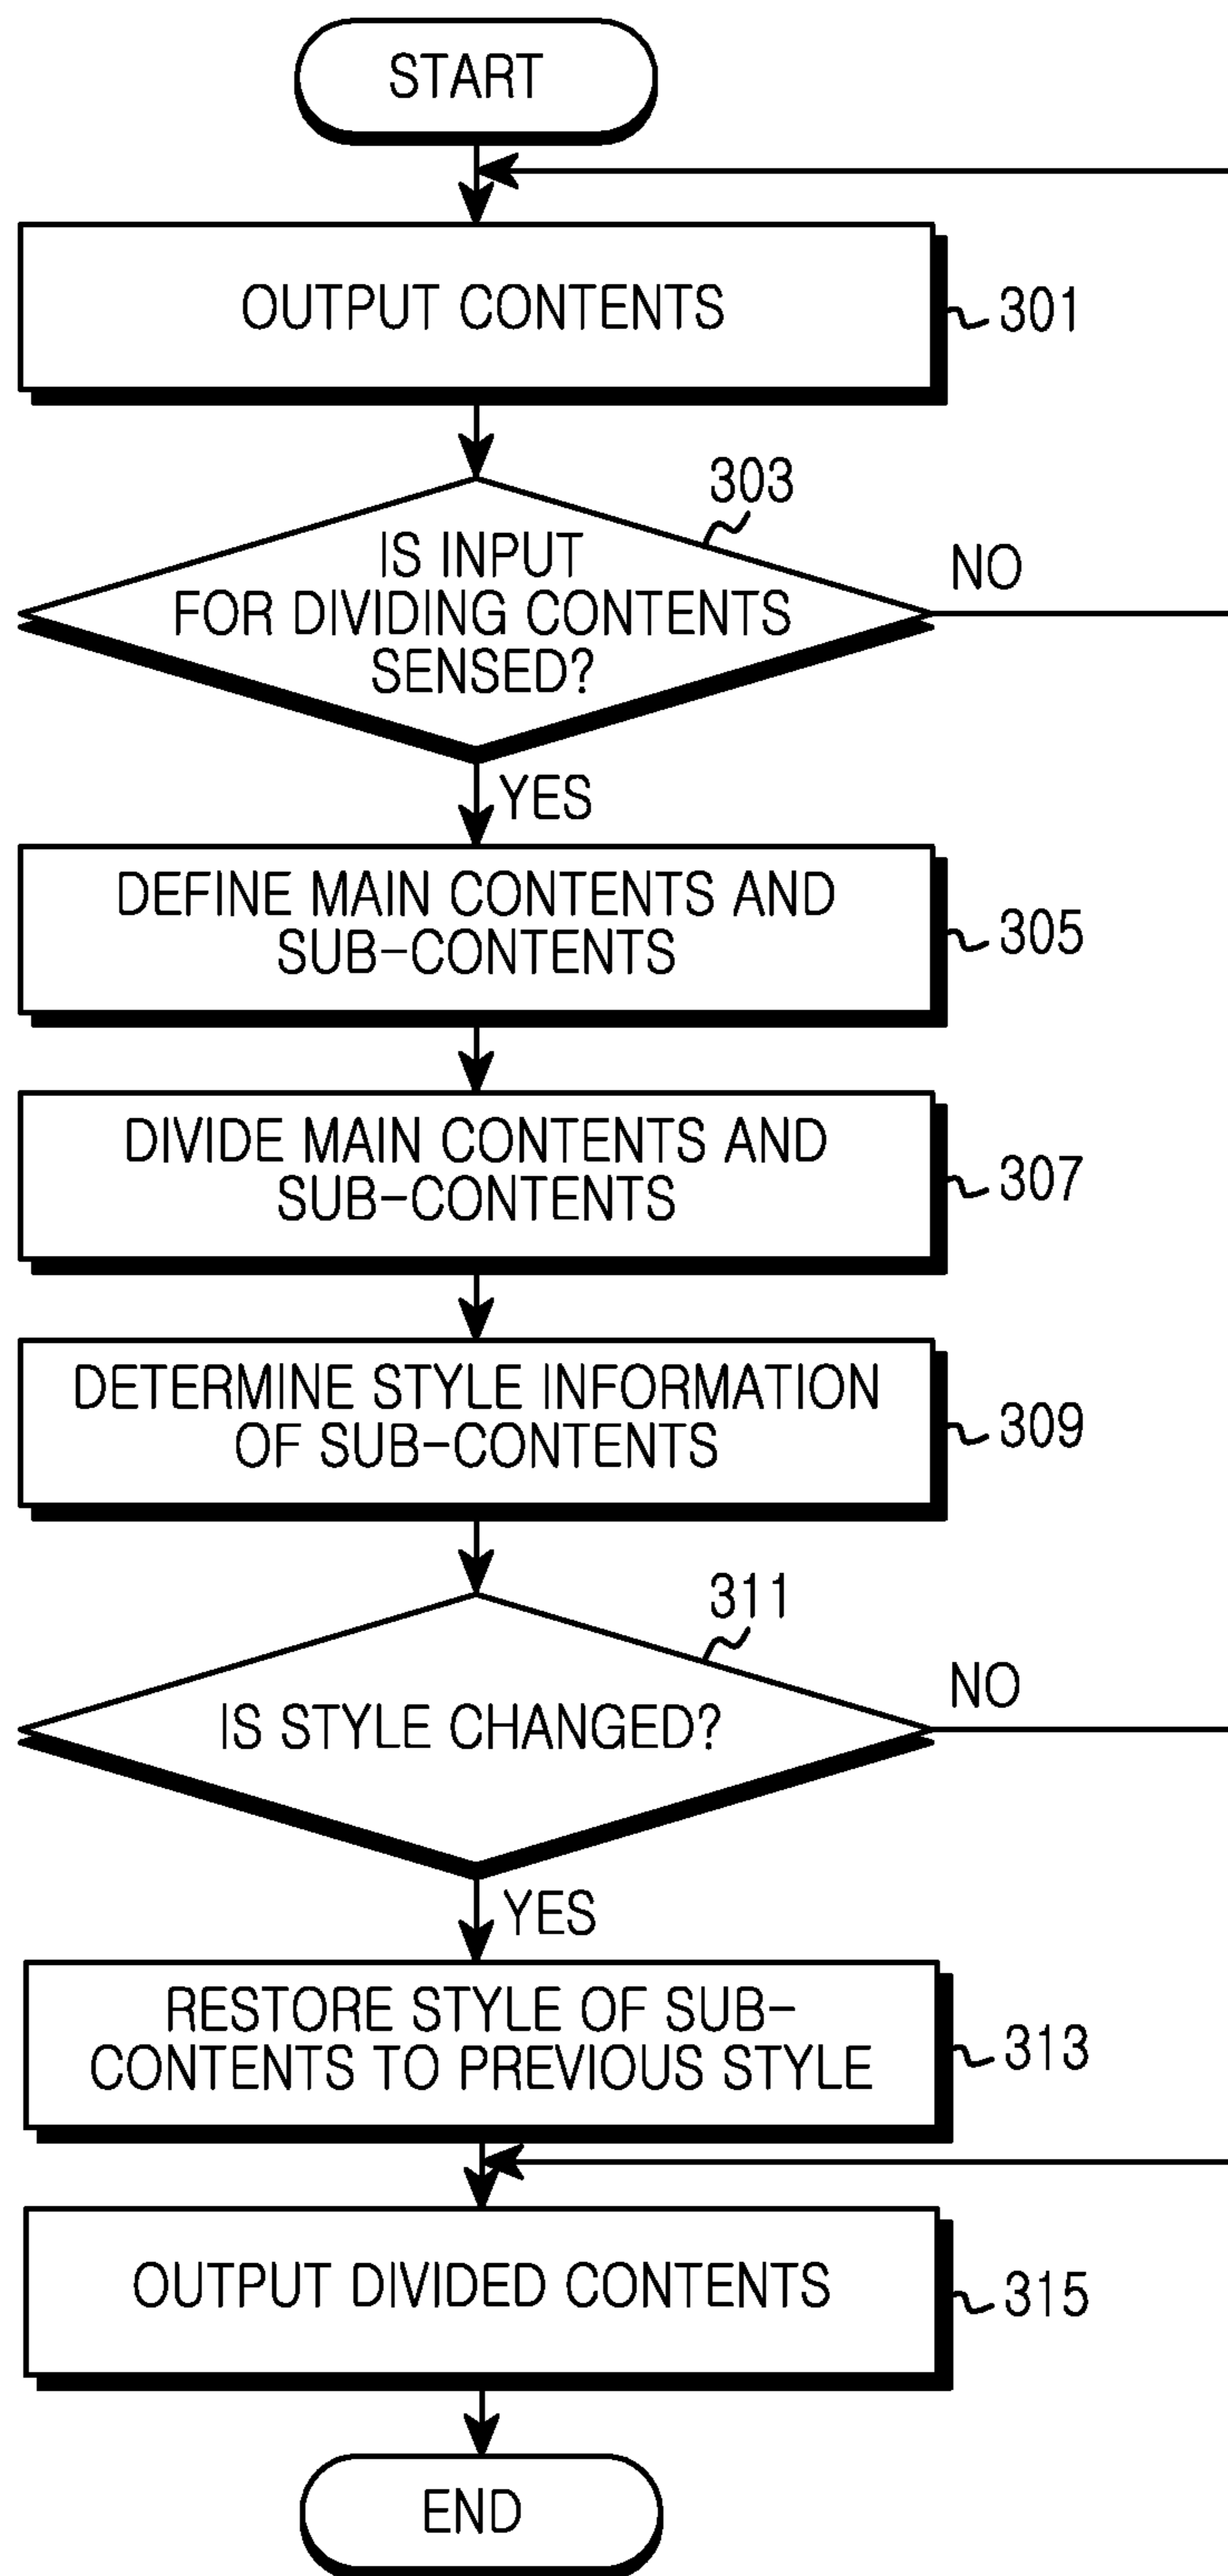 START
OUTPUT CONTENTS
301
303
IS INPUT
FOR DIVIDING CONTENTS
SENSED?
NO
YES
DEFINE MAIN CONTENTS AND
SUB-CONTENTS
305
DIVIDE MAIN CONTENTS AND
SUB-CONTENTS
307
DETERMINE STYLE INFORMATION
OF SUB-CONTENTS
309
311
IS STYLE CHANGED?
NO
YES
RESTORE STYLE OF SUB-
CONTENTS TO PREVIOUS STYLE
313
OUTPUT DIVIDED CONTENTS
315
END